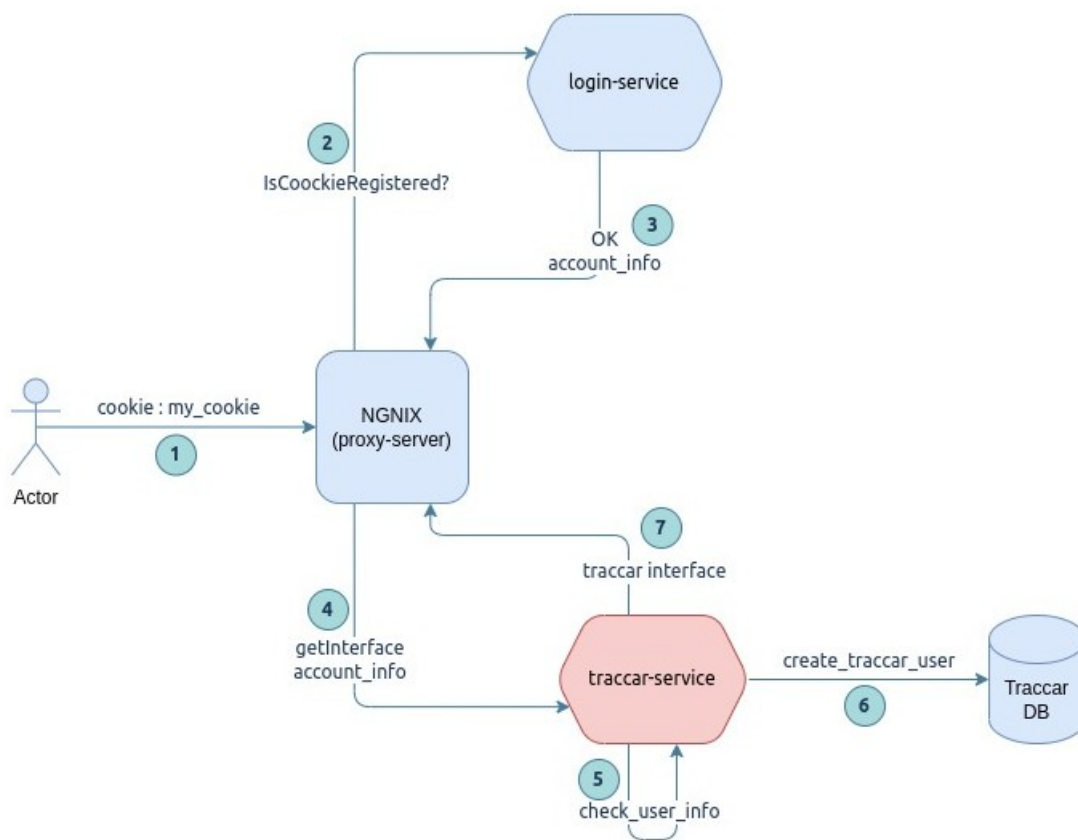 login-service
2
IsCoockieRegistered?
3
OK
account_info
cookie : my_cookie
1
Actor
NGNIX
(proxy-server)
7
traccar interface
4
getInterface
account_info
traccar-service
create_traccar_user
6
Traccar
DB
5
check_user_info